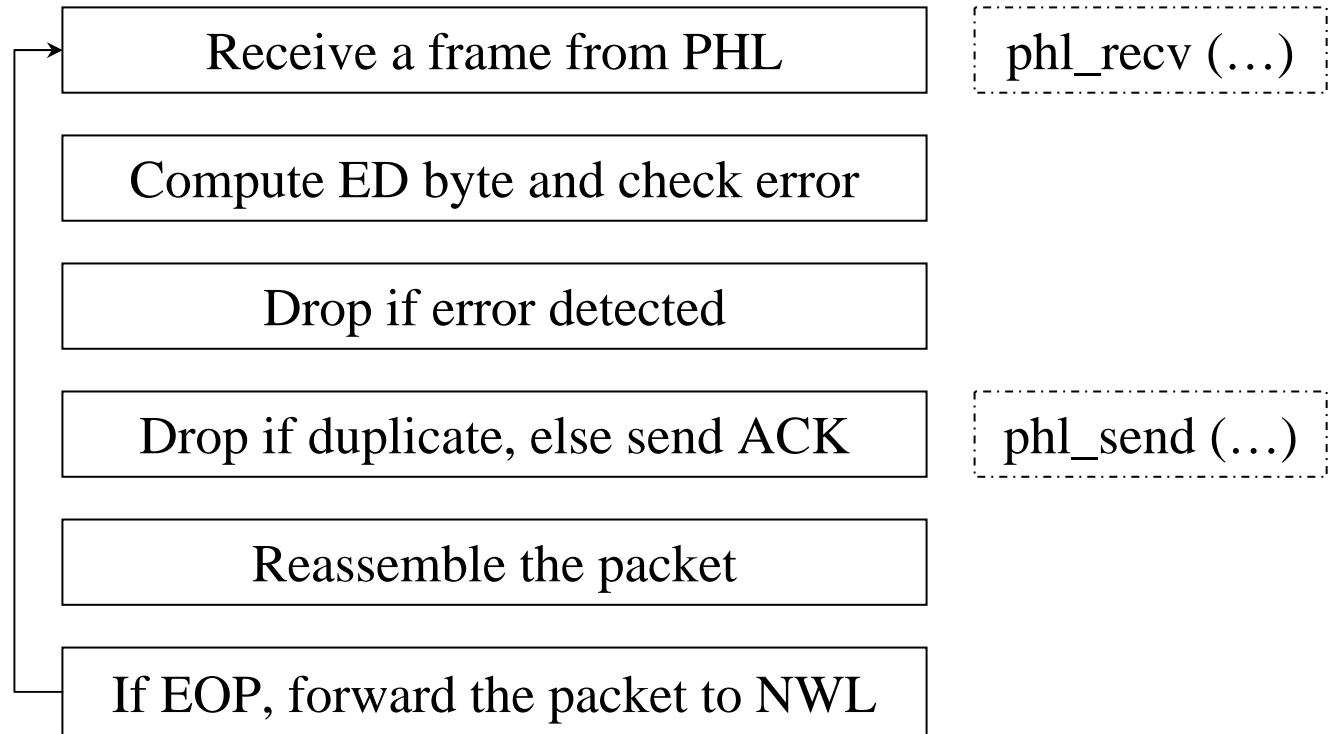 Receive a frame from PHL
phl_recv (…)
Compute ED byte and check error
Drop if error detected
Drop if duplicate, else send ACK
phl_send (…)
Reassemble the packet
If EOP, forward the packet to NWL